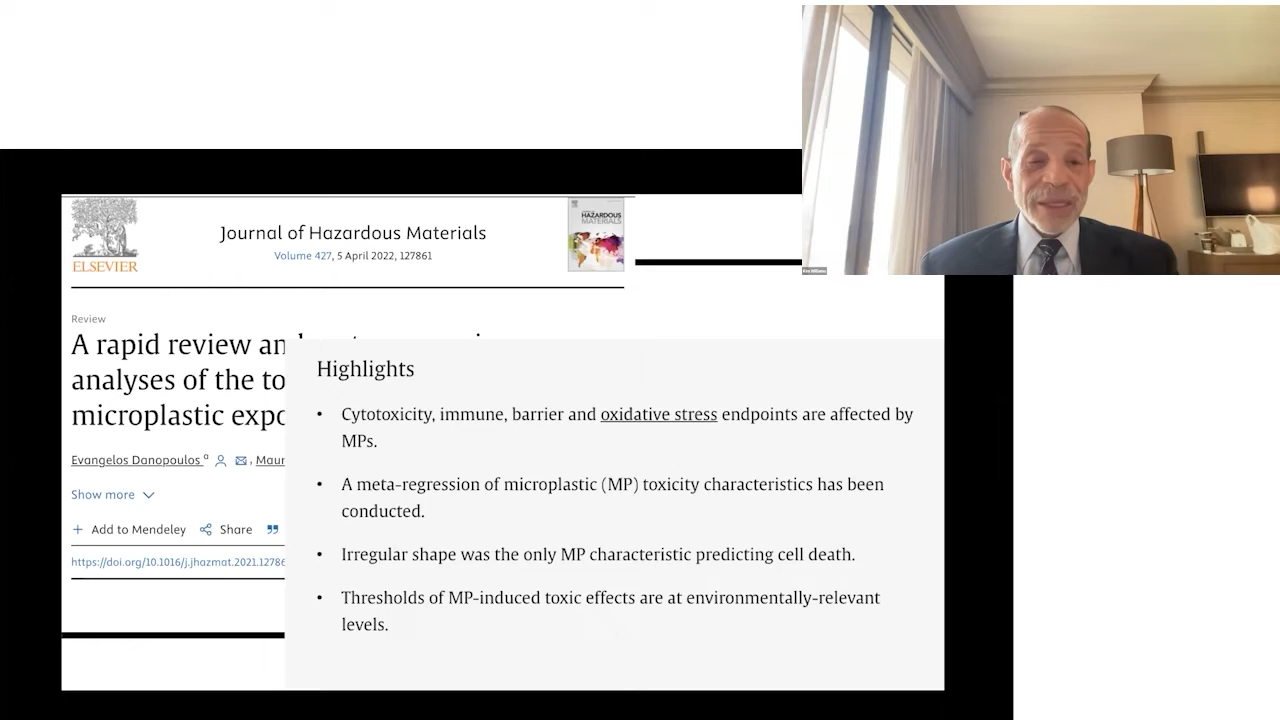 ELSEVIER
Journal of Hazardous Materials
Volume 427, 5 April 2022, 127861
HAZARDOUS
MATERIALS
Review
A rapid review an
analyses of the to
microplastic expo
Evangelos Danopoulos a, Maur
Show more
Add to Mendeley Share
https://doi.org/10.1016/j.jhazmat.2021.12786
Highlights
• Cytotoxicity, immune, barrier and oxidative stress endpoints are affected by
MPs.
• A meta-regression of microplastic (MP) toxicity characteristics has been
conducted.
• Irregular shape was the only MP characteristic predicting cell death.
• Thresholds of MP-induced toxic effects are at environmentally-relevant
levels.